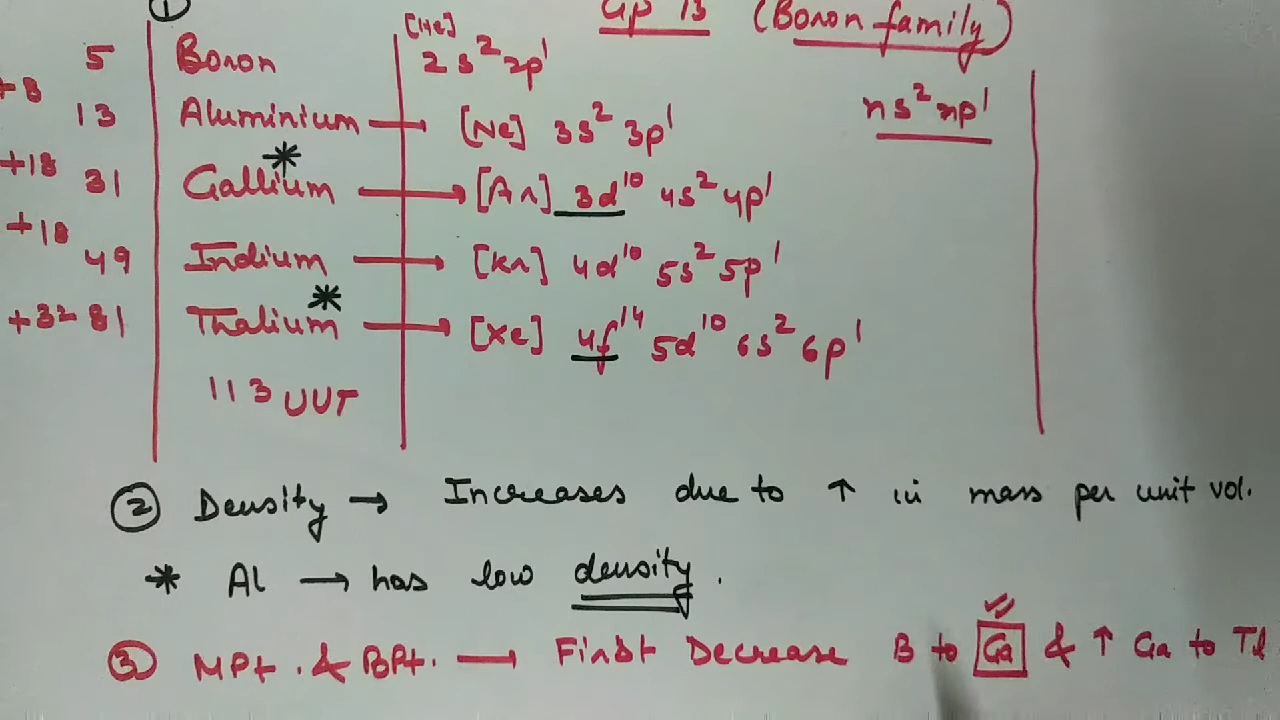 ①
Gp 13 (Boron family)
5 Boron [He] 2s² 2p¹
+8
13 Aluminium → [Ne] 3s² 3p¹ ns² np¹
+18
31 Gallium* → [Ar] 3d¹⁰ 4s² 4p¹
+18
49 Indium → [Kr] 4d¹⁰ 5s² 5p¹
+32 81 Thalium* → [Xe] 4f¹⁴ 5d¹⁰ 6s² 6p¹
113 UUT
② Density → Increases due to ↑ in mass per unit vol.
* Al → has low density.
③ MPt. & BPt. → First Decrease B to Ga & ↑ Ga to Tl